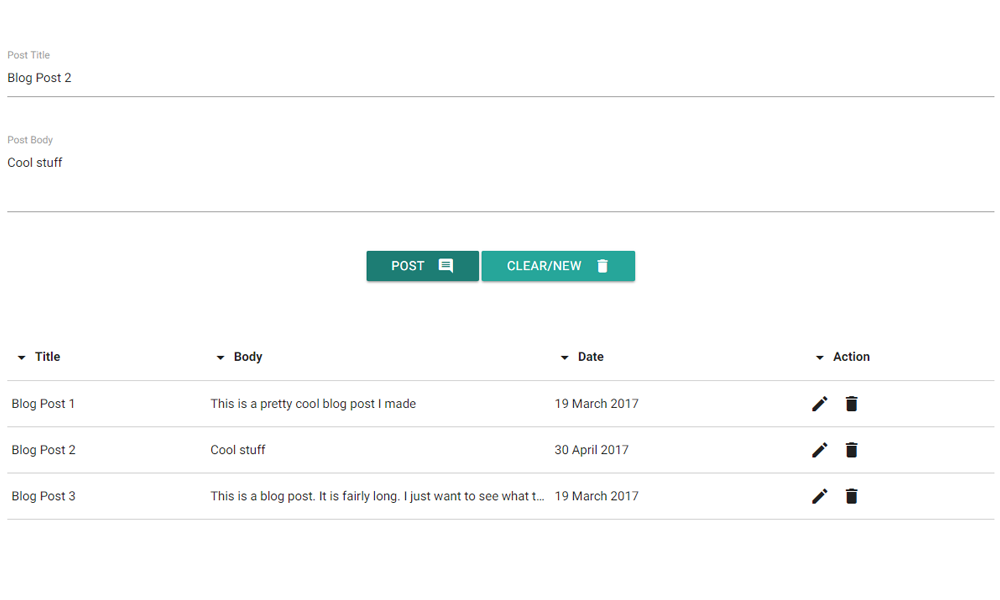 Post Title
Blog Post 2
Post Body
Cool stuff
POST CLEAR/NEW
Title Body Date Action
Blog Post 1 This is a pretty cool blog post I made 19 March 2017
Blog Post 2 Cool stuff 30 April 2017
Blog Post 3 This is a blog post. It is fairly long. I just want to see what t... 19 March 2017